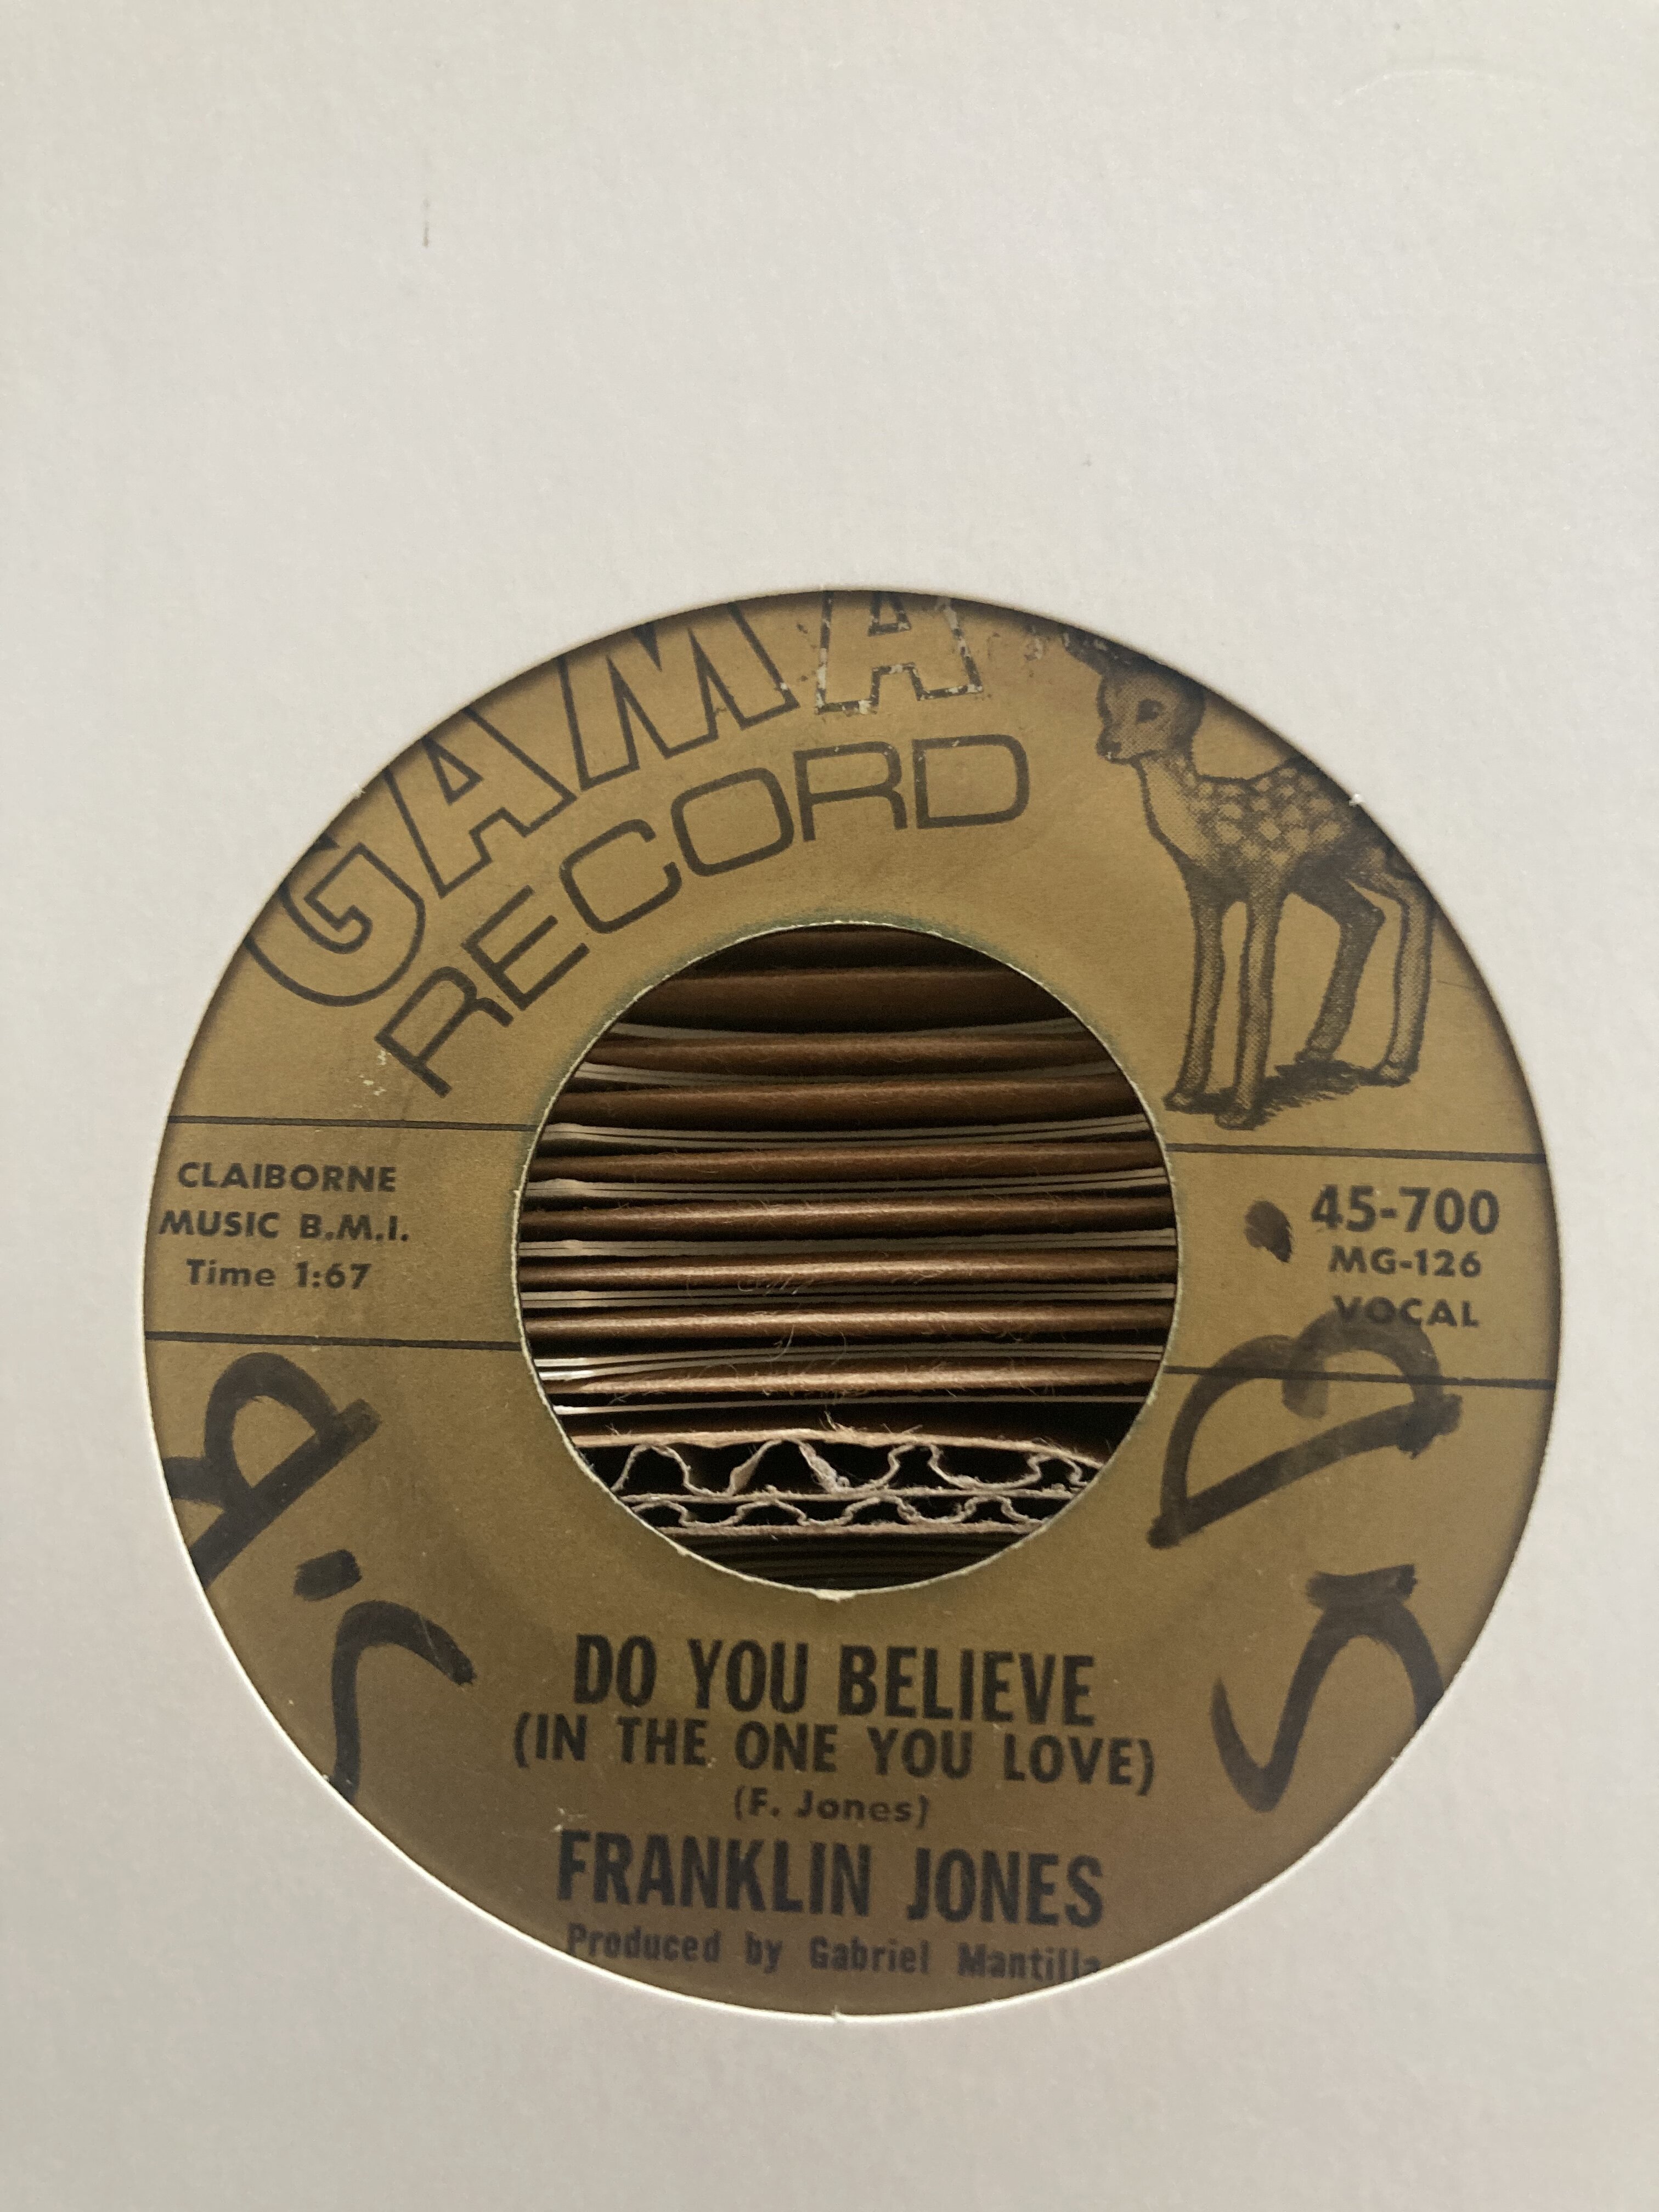 GAMA
RECORD
CLAIBORNE
MUSIC B.M.I.
Time 1:67
45-700
MG-126
VOCAL
DO YOU BELIEVE
(IN THE ONE YOU LOVE)
(F. Jones)
FRANKLIN JONES
Produced by Gabriel Mantilla